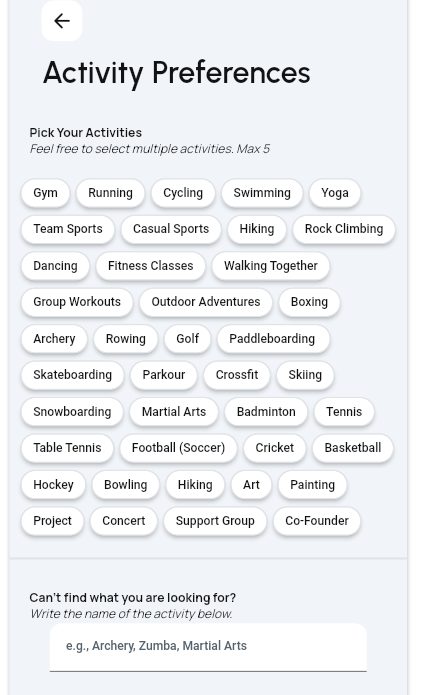 Activity Preferences
Pick Your Activities
Feel free to select multiple activities. Max 5
Gym Running Cycling Swimming Yoga
Team Sports Casual Sports Hiking Rock Climbing
Dancing Fitness Classes Walking Together
Group Workouts Outdoor Adventures Boxing
Archery Rowing Golf Paddleboarding
Skateboarding Parkour Crossfit Skiing
Snowboarding Martial Arts Badminton Tennis
Table Tennis Football (Soccer) Cricket Basketball
Hockey Bowling Hiking Art Painting
Project Concert Support Group Co-Founder
Can't find what you are looking for?
Write the name of the activity below.
e.g., Archery, Zumba, Martial Arts